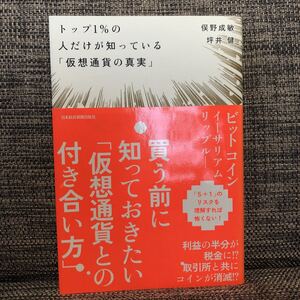 トップ1%の
人だけが知っている
「仮想通貨の真実」
俣野成敏
坪井 健
日本経済新聞出版社
ビットコイン
イーサリアム
リップル
買う前に
知っておきたい
「仮想通貨との
付き合い方」
「5+1」の
リスクを
理解すれば
怖くない!
利益の半分が
税金に!?
取引所と共に
コインが消滅!?